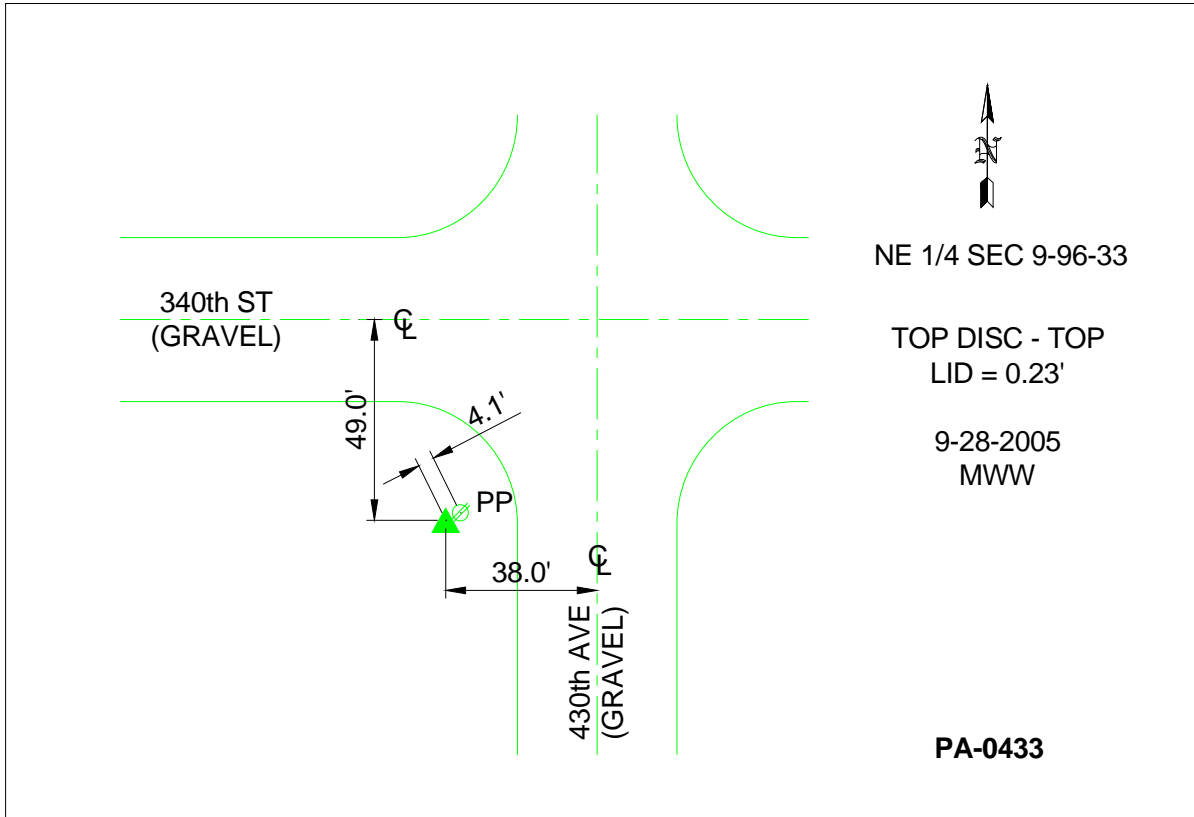 N
NE 1/4 SEC 9-96-33
340th ST
(GRAVEL)
℄
TOP DISC - TOP
LID = 0.23'
49.0'
4.1'
9-28-2005
MWW
PP
℄
38.0'
430th AVE
(GRAVEL)
PA-0433